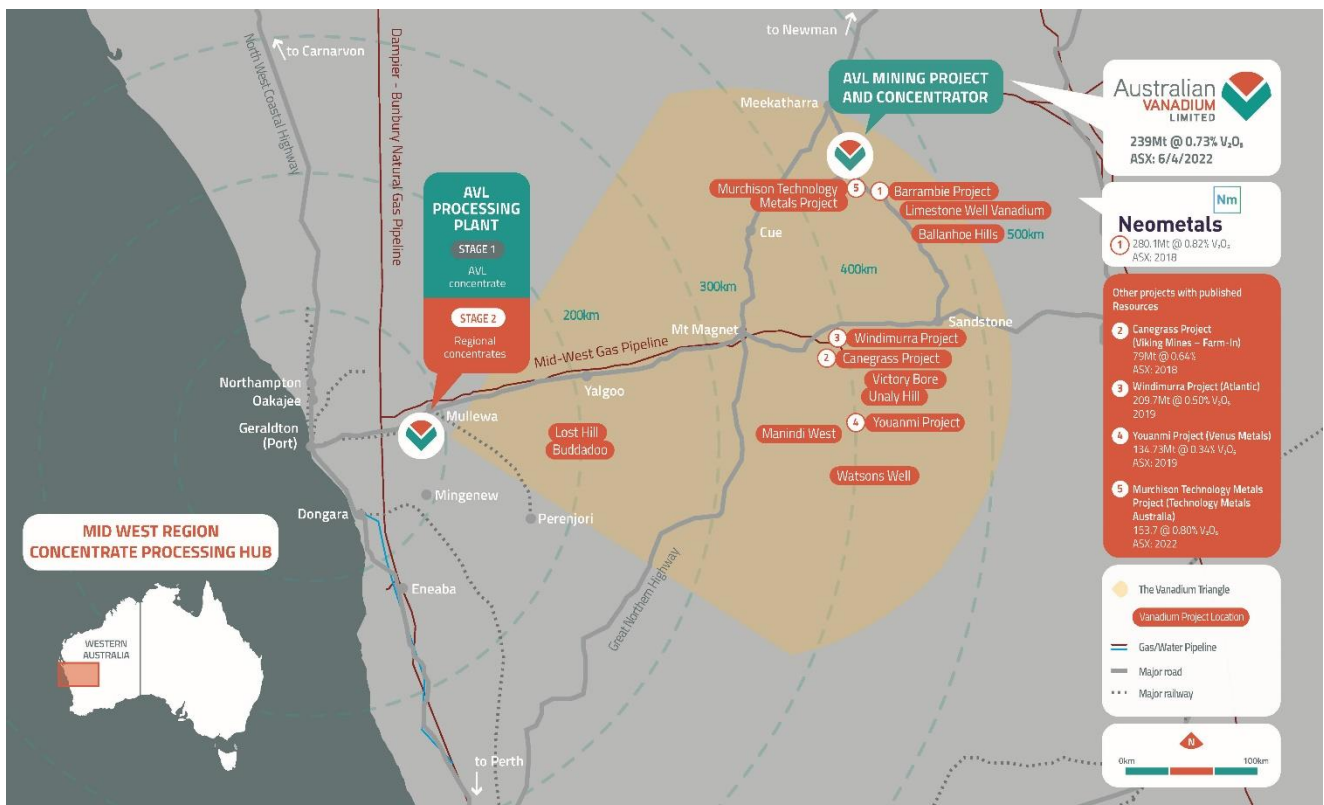 to Carnarvon
North West Coastal Highway
Dampier - Bunbury Natural Gas Pipeline
to Newman
AVL MINING PROJECT
AND CONCENTRATOR
Meekatharra
Australian
VANADIUM
LIMITED
239Mt @ 0.73% V₂O₅
ASX: 6/4/2022
AVL
PROCESSING
PLANT
STAGE 1
AVL
concentrate
STAGE 2
Regional
concentrates
Murchison Technology
Metals Project
5
1
Barrambie Project
Limestone Well Vanadium
Ballanhoe Hills
500km
Cue
400km
300km
200km
Nm
Neometals
1 280.1Mt @ 0.82% V₂O₅
ASX: 2018
Mt Magnet
Sandstone
Mid-West Gas Pipeline
3 Windimurra Project
2 Canegrass Project
Victory Bore
Unaly Hill
4 Youanmi Project
Manindi West
Watsons Well
Yalgoo
Lost Hill
Buddadoo
Northampton
Oakajee
Geraldton
(Port)
Mullewa
Mingenew
Perenjori
Dongara
Eneaba
Great Northern Highway
to Perth
Other projects with published
Resources
2 Canegrass Project
(Viking Mines – Farm-In)
79Mt @ 0.64%
ASX: 2018
3 Windimurra Project (Atlantic)
209.7Mt @ 0.50% V₂O₅
2019
4 Youanmi Project (Venus Metals)
134.73Mt @ 0.34% V₂O₅
ASX: 2019
5 Murchison Technology Metals
Project (Technology Metals
Australia)
153.7 @ 0.80% V₂O₅
ASX: 2022
MID WEST REGION
CONCENTRATE PROCESSING HUB
WESTERN
AUSTRALIA
The Vanadium Triangle
Vanadium Project Location
Gas/Water Pipeline
Major road
Major railway
N
0km
100km